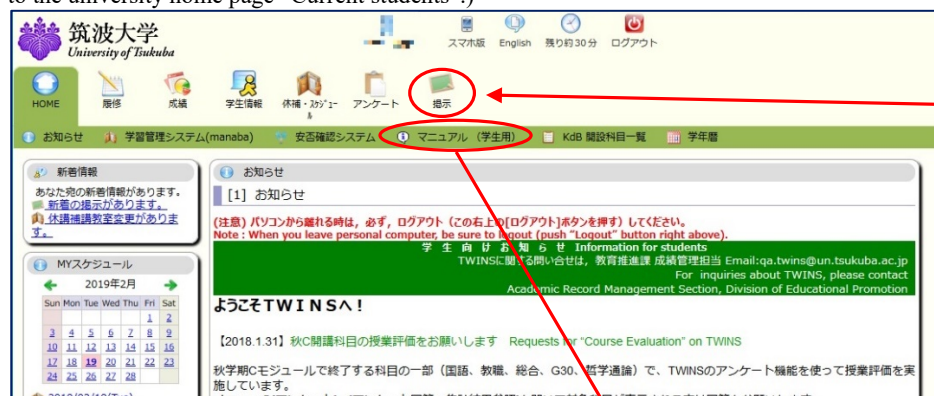 to the university home page "Current students".)
筑波大学
University of Tsukuba
スマホ版 English 残り約30分 ログアウト
HOME 履修 成績 学生情報 休補・スケジュール アンケート 掲示
お知らせ 学習管理システム(manaba) 安否確認システム マニュアル (学生用) KdB 開設科目一覧 学年暦
新着情報
あなた宛の新着情報があります。
新着の掲示があります。
休講補講教室変更がありま
す。
MYスケジュール
2019年2月
Sun Mon Tue Wed Thu Fri Sat
1 2
3 4 5 6 7 8 9
10 11 12 13 14 15 16
17 18 19 20 21 22 23
24 25 26 27 28
お知らせ
[1] お知らせ
(注意) パソコンから離れる時は，必ず，ログアウト（この右上の[ログアウト]ボタンを押す）してください。
Note : When you leave personal computer, be sure to logout (push "Logout" button right above).
学 生 向 け お 知 ら せ Information for students
TWINSに関する問い合せは，教育推進課 成績管理担当 Email:qa.twins@un.tsukuba.ac.jp
For inquiries about TWINS, please contact
Academic Record Management Section, Division of Educational Promotion
ようこそTWINSへ！
【2018.1.31】秋C開講科目の授業評価をお願いします Requests for "Course Evaluation" on TWINS
秋学期Cモジュールで終了する科目の一部（国語、教職、総合、G30、哲学通論）で、TWINSのアンケート機能を使って授業評価を実
施しています。